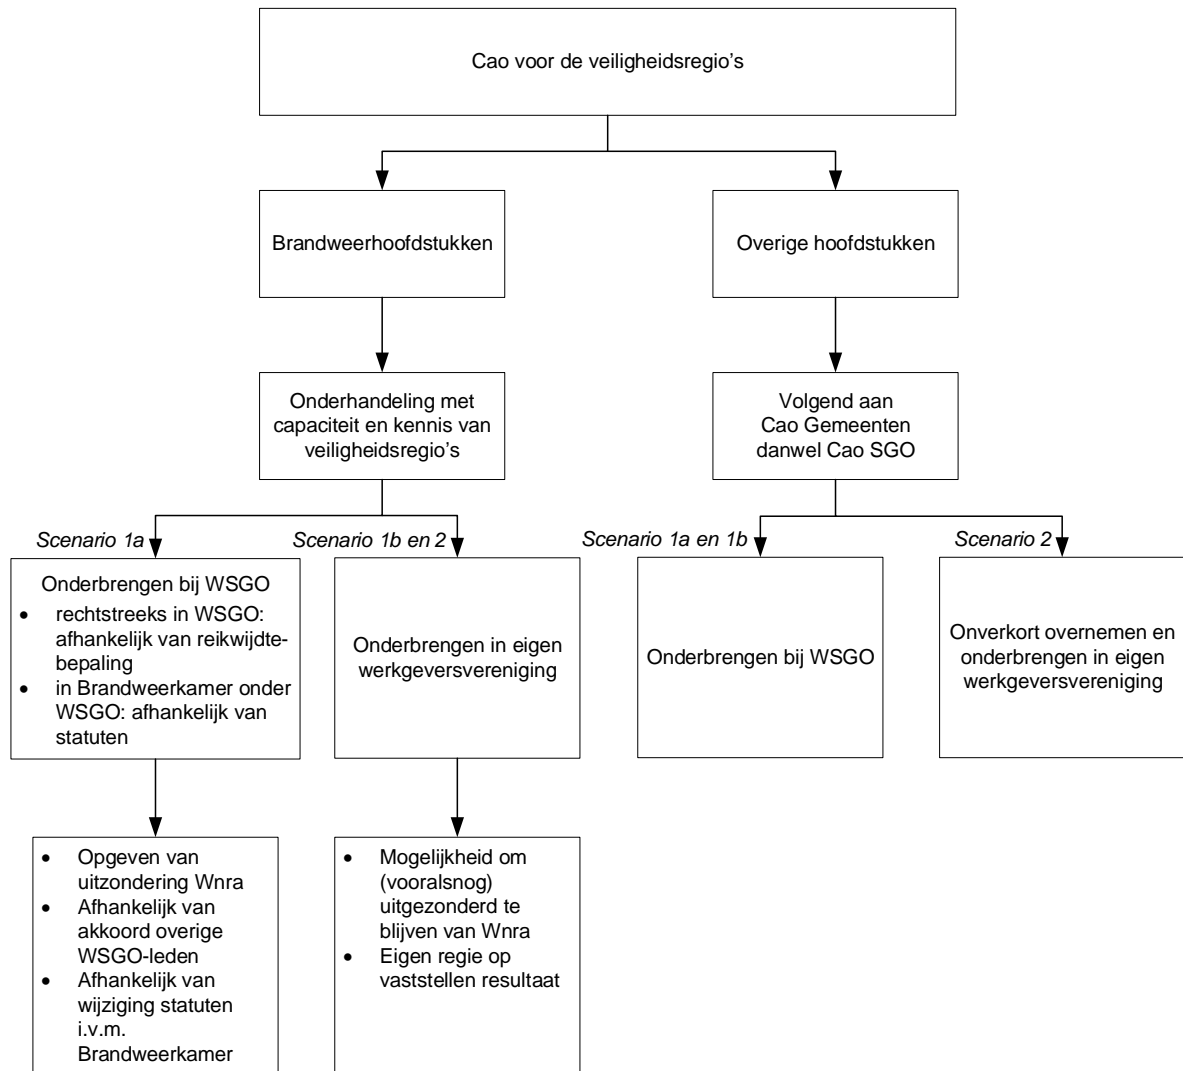 Cao voor de veiligheidsregio's
Brandweerhoofdstukken
Overige hoofdstukken
Onderhandeling met
capaciteit en kennis van
veiligheidsregio's
Volgend aan
Cao Gemeenten
danwel Cao SGO
Scenario 1a
Scenario 1b en 2
Scenario 1a en 1b
Scenario 2
Onderbrengen bij WSGO
• rechtstreeks in WSGO:
afhankelijk van reikwijdte-
bepaling
• in Brandweerkamer onder
WSGO: afhankelijk van
statuten
Onderbrengen in eigen
werkgeversvereniging
Onderbrengen bij WSGO
Onverkort overnemen en
onderbrengen in eigen
werkgeversvereniging
• Opgeven van
uitzondering Wnra
• Afhankelijk van
akkoord overige
WSGO-leden
• Afhankelijk van
wijziging statuten
i.v.m.
Brandweerkamer
• Mogelijkheid om
(vooralsnog)
uitgezonderd te
blijven van Wnra
• Eigen regie op
vaststellen resultaat